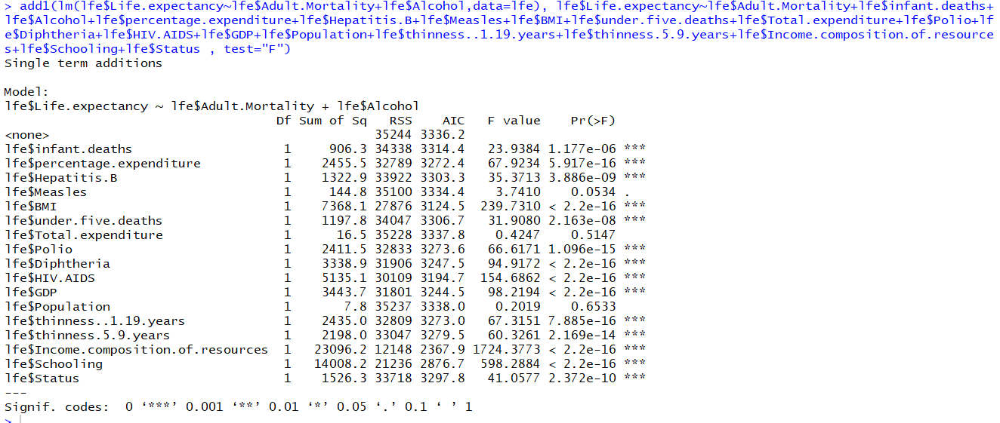 > add1(lm(lfe$Life.expectancy~lfe$Adult.Mortality+lfe$Alcohol,data=lfe), lfe$Life.expectancy~lfe$Adult.Mortality+lfe$infant.deaths+
lfe$Alcohol+lfe$percentage.expenditure+lfe$Hepatitis.B+lfe$Measles+lfe$BMI+lfe$under.five.deaths+lfe$Total.expenditure+lfe$Polio+lf
e$Diphtheria+lfe$HIV.AIDS+lfe$GDP+lfe$Population+lfe$thinness..1.19.years+lfe$thinness.5.9.years+lfe$Income.composition.of.resource
s+lfe$Schooling+lfe$Status , test="F")
Single term additions

Model:
lfe$Life.expectancy ~ lfe$Adult.Mortality + lfe$Alcohol
                                    Df Sum of Sq   RSS    AIC   F value    Pr(>F)
<none>                                           35244 3336.2
lfe$infant.deaths                    1     906.3 34338 3314.4   23.9384 1.177e-06 ***
lfe$percentage.expenditure           1    2455.5 32789 3272.4   67.9234 5.917e-16 ***
lfe$Hepatitis.B                      1    1322.9 33922 3303.3   35.3713 3.886e-09 ***
lfe$Measles                          1     144.8 35100 3334.4    3.7410    0.0534 .
lfe$BMI                              1    7368.1 27876 3124.5  239.7310 < 2.2e-16 ***
lfe$under.five.deaths                1    1197.8 34047 3306.7   31.9080 2.163e-08 ***
lfe$Total.expenditure                1      16.5 35228 3337.8    0.4247    0.5147
lfe$Polio                            1    2411.5 32833 3273.6   66.6171 1.096e-15 ***
lfe$Diphtheria                       1    3338.9 31906 3247.5   94.9172 < 2.2e-16 ***
lfe$HIV.AIDS                         1    5135.1 30109 3194.7  154.6862 < 2.2e-16 ***
lfe$GDP                              1    3443.7 31801 3244.5   98.2194 < 2.2e-16 ***
lfe$Population                       1       7.8 35237 3338.0    0.2019    0.6533
lfe$thinness..1.19.years             1    2435.0 32809 3273.0   67.3151 7.885e-16 ***
lfe$thinness.5.9.years               1    2198.0 33047 3279.5   60.3261 2.169e-14 ***
lfe$Income.composition.of.resources  1   23096.2 12148 2367.9 1724.3773 < 2.2e-16 ***
lfe$Schooling                        1   14008.2 21236 2876.7  598.2884 < 2.2e-16 ***
lfe$Status                           1    1526.3 33718 3297.8   41.0577 2.372e-10 ***
---
Signif. codes:  0 ‘***’ 0.001 ‘**’ 0.01 ‘*’ 0.05 ‘.’ 0.1 ‘ ’ 1
>